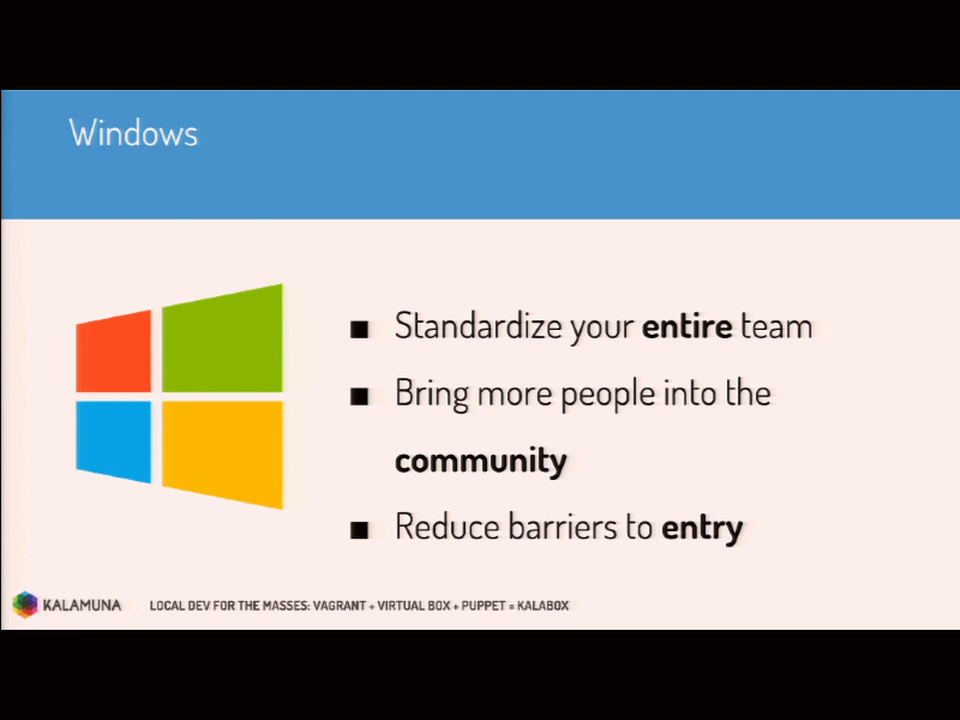 Windows
■ Standardize your entire team
■ Bring more people into the
community
■ Reduce barriers to entry
KALAMUNA LOCAL DEV FOR THE MASSES: VAGRANT + VIRTUAL BOX + PUPPET = KALABOX